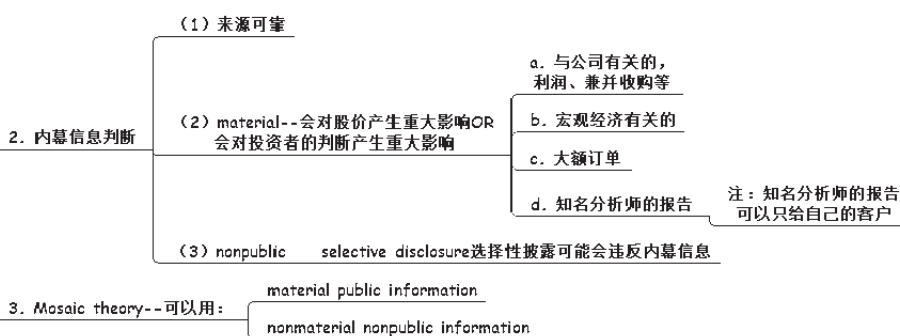 （1）来源可靠
a. 与公司有关的，
利润、兼并收购等
（2）material--会对股价产生重大影响OR
会对投资者的判断产生重大影响
b. 宏观经济有关的
2. 内幕信息判断
c. 大额订单
d. 知名分析师的报告
注：知名分析师的报告
可以只给自己的客户
（3）nonpublic selective disclosure选择性披露可能会违反内幕信息
3. Mosaic theory--可以用：
material public information
nonmaterial nonpublic information